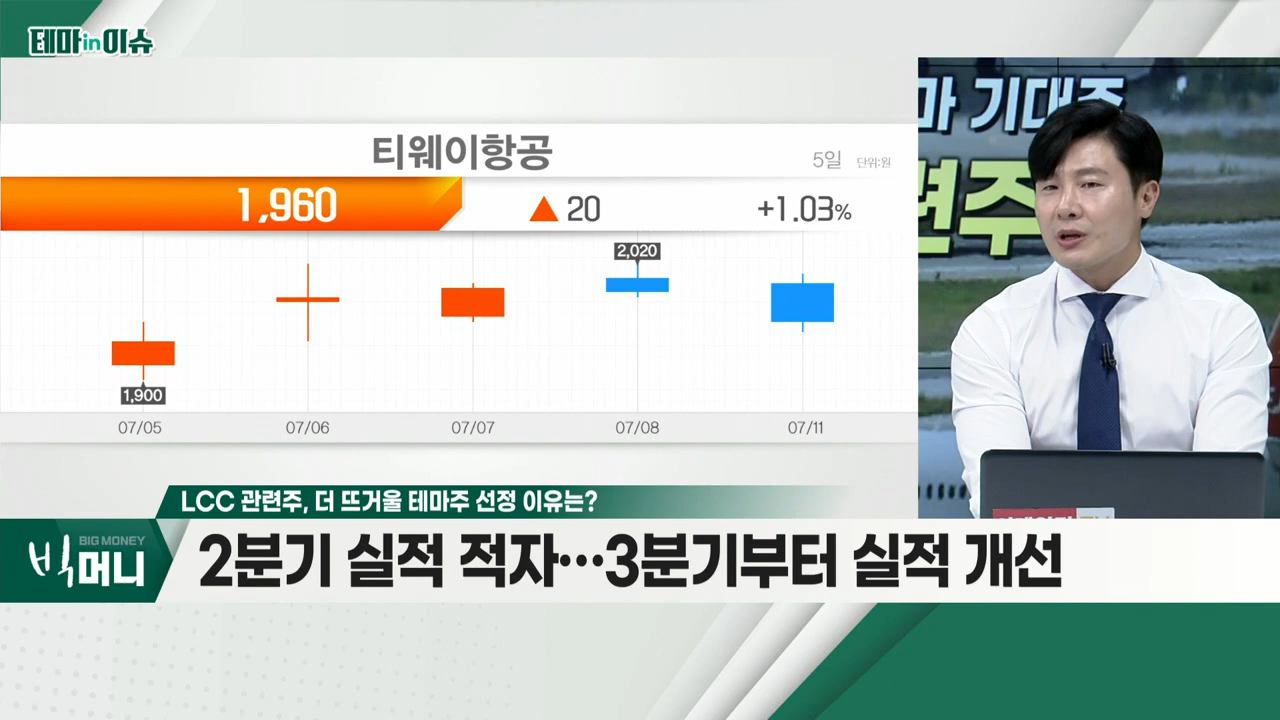 테마in이슈
마 기대주
련주
티웨이항공
5일 단위:원
1,960 ▲ 20 +1.03%
2,020
1,900
07/05 07/06 07/07 07/08 07/11
LCC 관련주, 더 뜨거울 테마주 선정 이유는?
BIG MONEY
빅머니
2분기 실적 적자…3분기부터 실적 개선